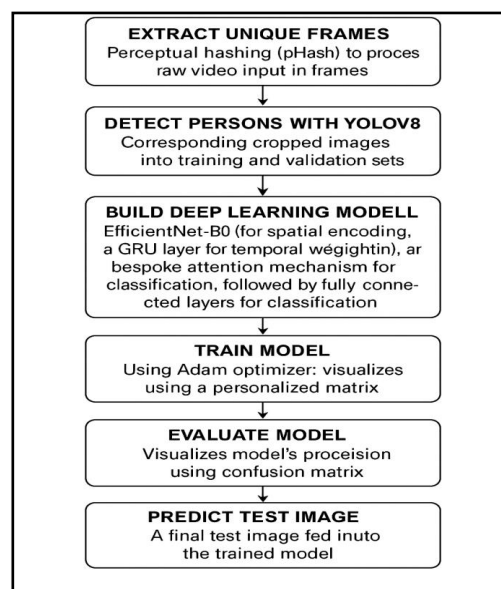 EXTRACT UNIQUE FRAMES
Perceptual hashing (pHash) to proces
raw video input in frames
DETECT PERSONS WITH YOLOV8
Corresponding cropped images
into training and validation sets
BUILD DEEP LEARNING MODELL
EfficientNet-B0 (for spatial encoding,
a GRU layer for temporal wégightin), ar
bespoke attention mechanism for
classification, followed by fully conne-
cted layers for classification
TRAIN MODEL
Using Adam optimizer: visualizes
using a personalized matrix
EVALUATE MODEL
Visualizes model's proceision
using confusion matrix
PREDICT TEST IMAGE
A final test image fed inuto
the trained model